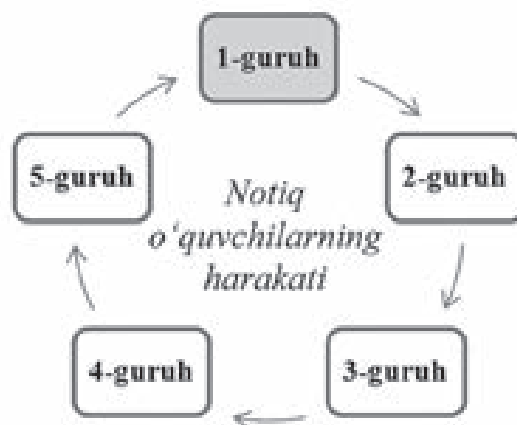 1-guruh
5-guruh
2-guruh
Notiq
o‘quvchilarning
harakati
4-guruh
3-guruh